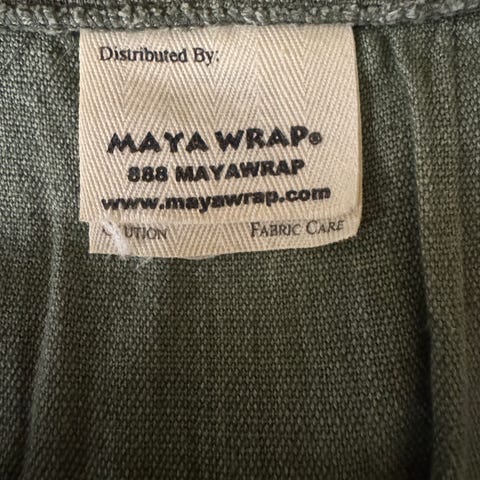 Distributed By:
MAYA WRAP®
888 MAYAWRAP
www.mayawrap.com
FABRIC CARE